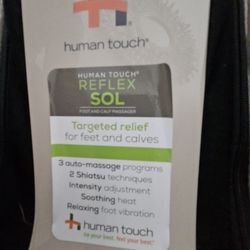 human touch®
HUMAN TOUCH®
REFLEX
SOL
FOOT AND CALF MASSAGER
Targeted relief
for feet and calves
3 auto-massage programs
2 Shiatsu techniques
Intensity adjustment
Soothing heat
Relaxing foot vibration
human touch
be your best. feel your best.™